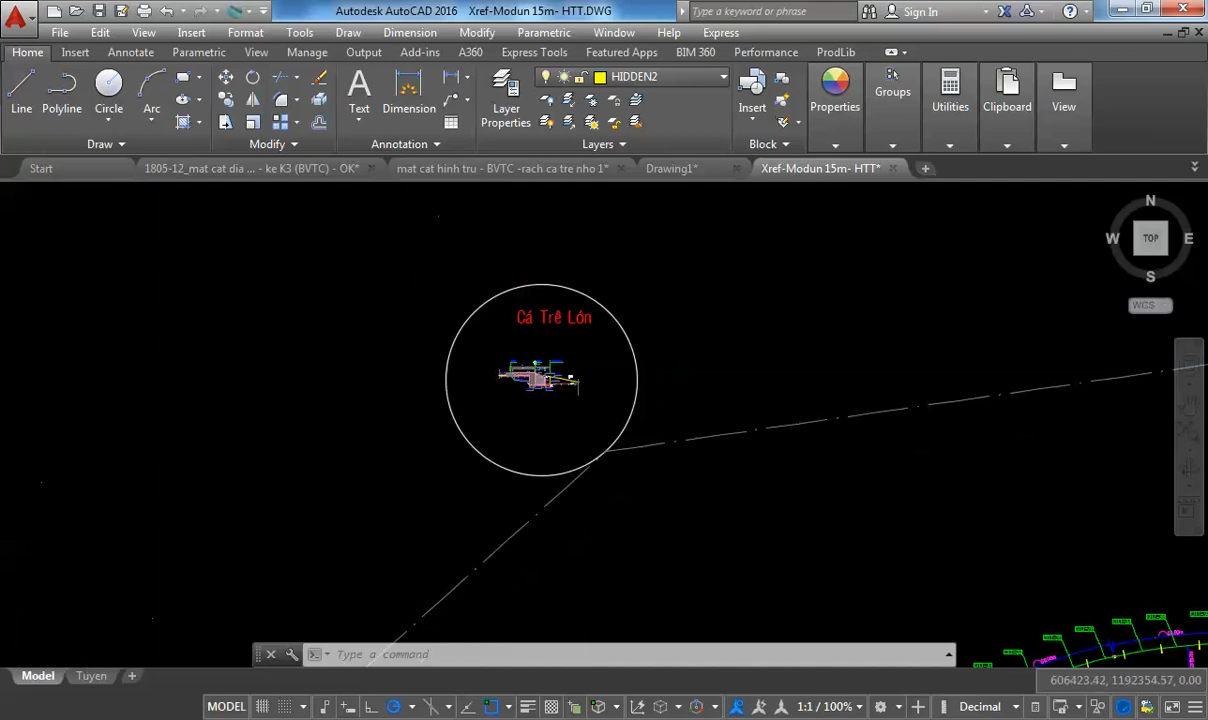 Autodesk AutoCAD 2016 Xref-Modun 15m- HTT.DWG
Type a keyword or phrase
Sign In
File Edit View Insert Format Tools Draw Dimension Modify Parametric Window Help Express
Home Insert Annotate Parametric View Manage Output Add-ins A360 Express Tools Featured Apps BIM 360 Performance ProdLib
HIDDEN2
Line Polyline Circle Arc Text Dimension Layer Properties Insert Properties Groups Utilities Clipboard View
Draw Modify Annotation Layers Block
Start 1805-12_mat cat dia ... - ke K3 (BVTC) - OK* mat cat hinh tru - BVTC -rach ca tre nho 1* Drawing1* Xref-Modun 15m- HTT*
N
W TOP E
S
WCS
Cá Trê Lớn
Type a command
Model Tuyen
606423.42, 1192354.57, 0.00
MODEL 1:1 / 100% Decimal